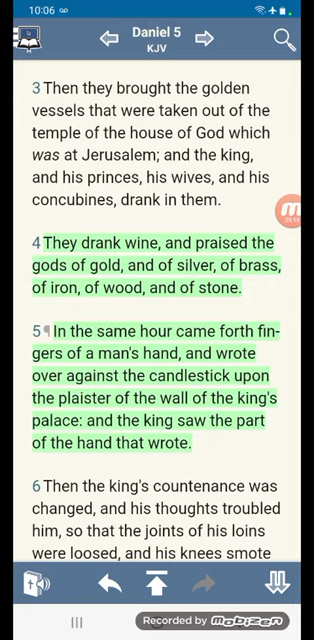 10:06
Daniel 5
KJV
3 Then they brought the golden
vessels that were taken out of the
temple of the house of God which
was at Jerusalem; and the king,
and his princes, his wives, and his
concubines, drank in them.
4 They drank wine, and praised the
gods of gold, and of silver, of brass,
of iron, of wood, and of stone.
5 ¶ In the same hour came forth fin-
gers of a man's hand, and wrote
over against the candlestick upon
the plaister of the wall of the king's
palace: and the king saw the part
of the hand that wrote.
6 Then the king's countenance was
changed, and his thoughts troubled
him, so that the joints of his loins
were loosed, and his knees smote
Recorded by mobizen